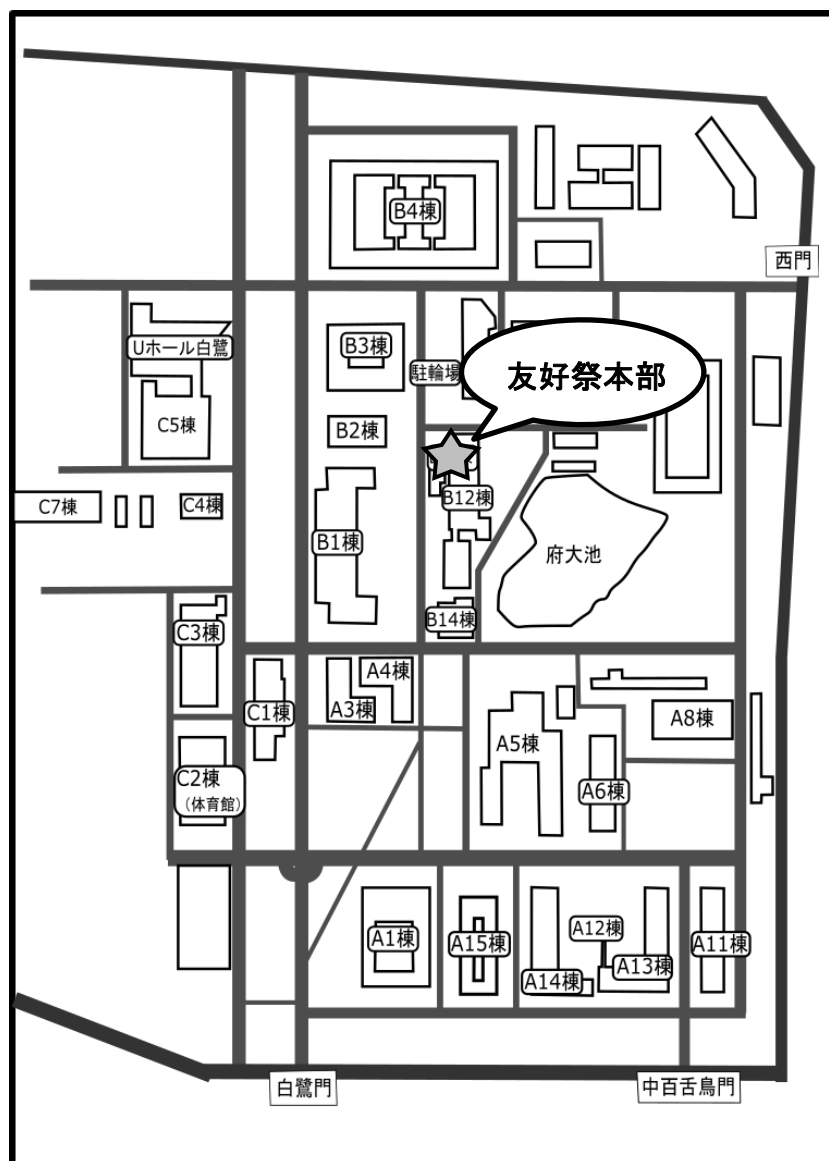 B4棟
西門
Uホール白鷺
B3棟
駐輪場
友好祭本部
C5棟
B2棟
C7棟
C4棟
B12棟
B1棟
府大池
B14棟
C3棟
A4棟
A3棟
C1棟
A8棟
A5棟
C2棟
（体育館）
A6棟
A1棟
A15棟
A12棟
A11棟
A14棟
A13棟
白鷺門
中百舌鳥門